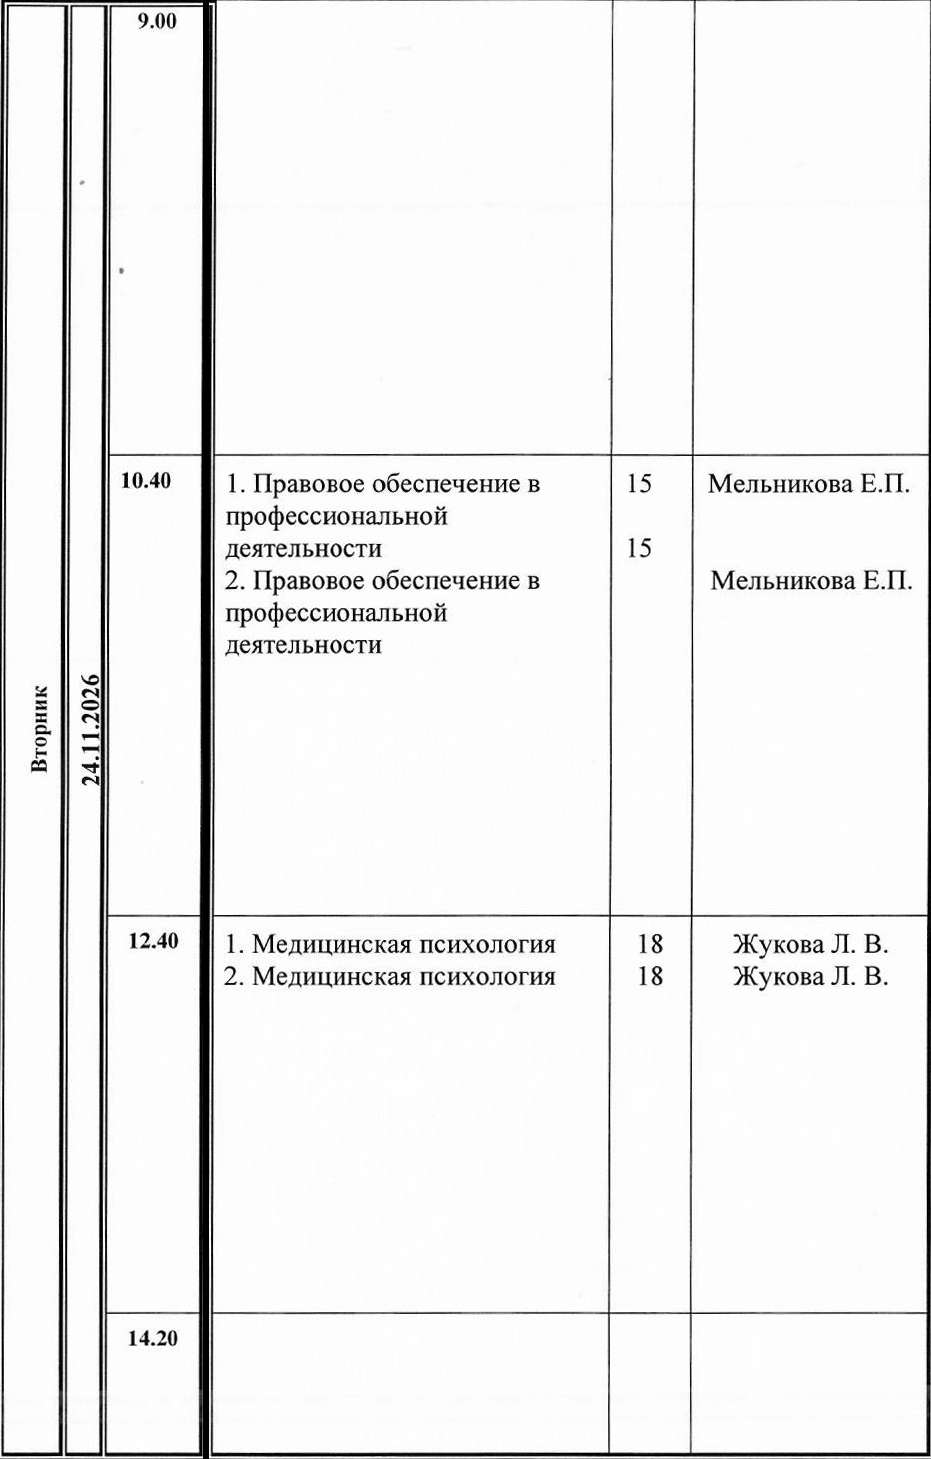 Вторник
24.11.2026
9.00
10.40
1. Правовое обеспечение в
профессиональной
деятельности
2. Правовое обеспечение в
профессиональной
деятельности
15
15
Мельникова Е.П.
Мельникова Е.П.
12.40
1. Медицинская психология
2. Медицинская психология
18
18
Жукова Л. В.
Жукова Л. В.
14.20